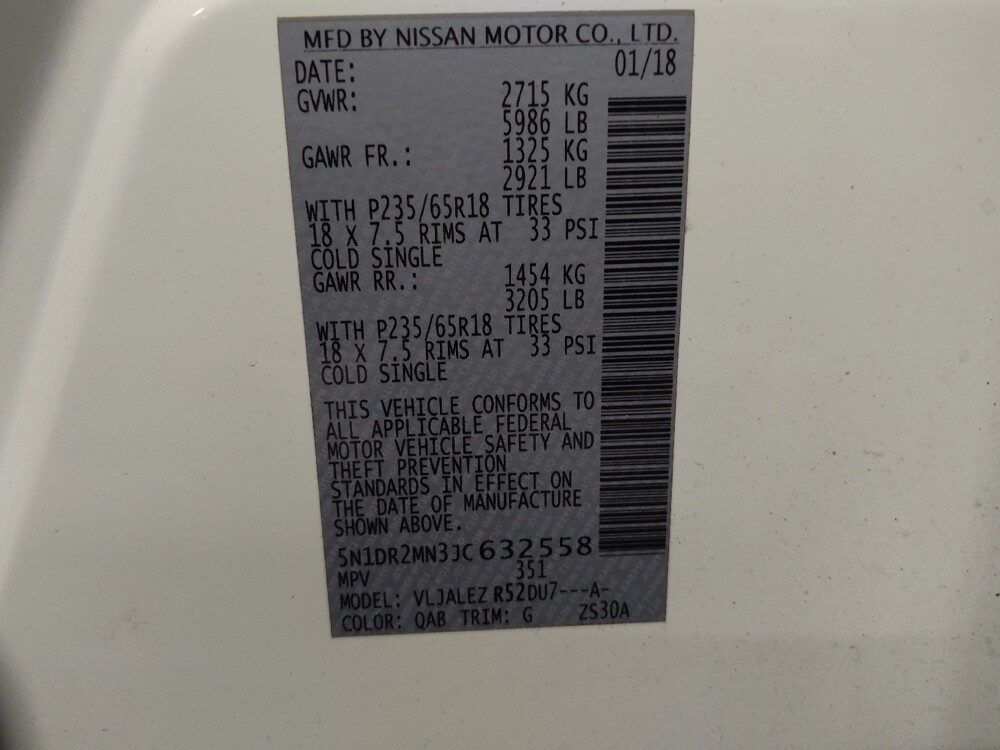 MFD BY NISSAN MOTOR CO., LTD.
DATE: 01/18
GVWR: 2715 KG
5986 LB
GAWR FR.: 1325 KG
2921 LB
WITH P235/65R18 TIRES
18 X 7.5 RIMS AT 33 PSI
COLD SINGLE
GAWR RR.: 1454 KG
3205 LB
WITH P235/65R18 TIRES
18 X 7.5 RIMS AT 33 PSI
COLD SINGLE
THIS VEHICLE CONFORMS TO
ALL APPLICABLE FEDERAL
MOTOR VEHICLE SAFETY AND
THEFT PREVENTION
STANDARDS IN EFFECT ON
THE DATE OF MANUFACTURE
SHOWN ABOVE.
5N1DR2MN3JC632558
MPV 351
MODEL: VLJALEZ R52DU7---A-
COLOR: QAB TRIM: G ZS30A